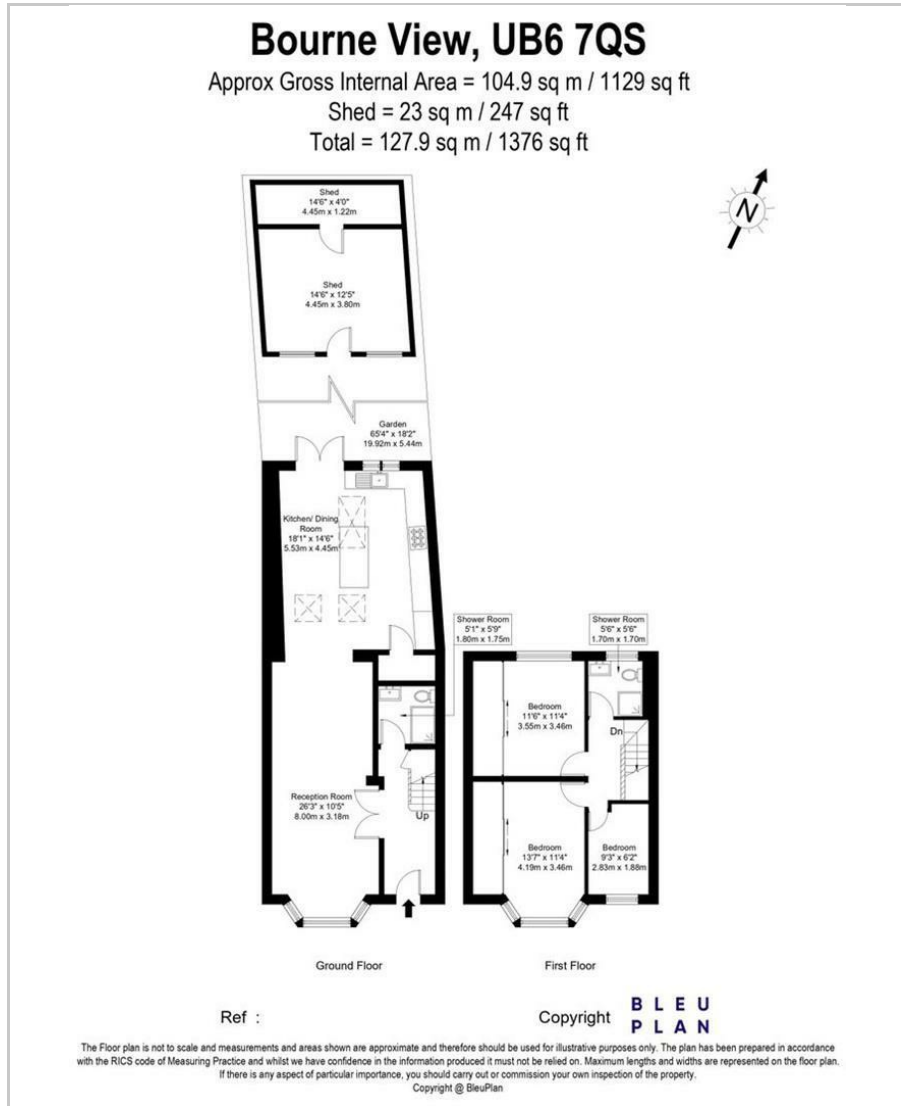 Bourne View, UB6 7QS
Approx Gross Internal Area = 104.9 sq m / 1129 sq ft
Shed = 23 sq m / 247 sq ft
Total = 127.9 sq m / 1376 sq ft
Shed
14'6" x 4'0"
4.45m x 1.22m
N
Shed
14'6" x 12'5"
4.45m x 3.80m
Garden
65'4" x 18'2"
19.92m x 5.44m
Kitchen/ Dining
Room
18'1" x 14'6"
5.53m x 4.45m
Shower Room
5'1" x 5'9"
1.80m x 1.75m
Shower Room
5'6" x 5'6"
1.70m x 1.70m
Bedroom
11'6" x 11'4"
3.55m x 3.46m
Dn
Reception Room
26'3" x 10'5"
8.00m x 3.18m
Up
Bedroom
13'7" x 11'4"
4.19m x 3.46m
Bedroom
9'3" x 6'2"
2.83m x 1.88m
Ground Floor
First Floor
Ref :
Copyright
BLEU
PLAN
The Floor plan is not to scale and measurements and areas shown are approximate and therefore should be used for illustrative purposes only. The plan has been prepared in accordance
with the RICS code of Measuring Practice and whilst we have confidence in the information produced it must not be relied on. Maximum lengths and widths are represented on the floor plan.
If there is any aspect of particular importance, you should carry out or commission your own inspection of the property.
Copyright @ BleuPlan